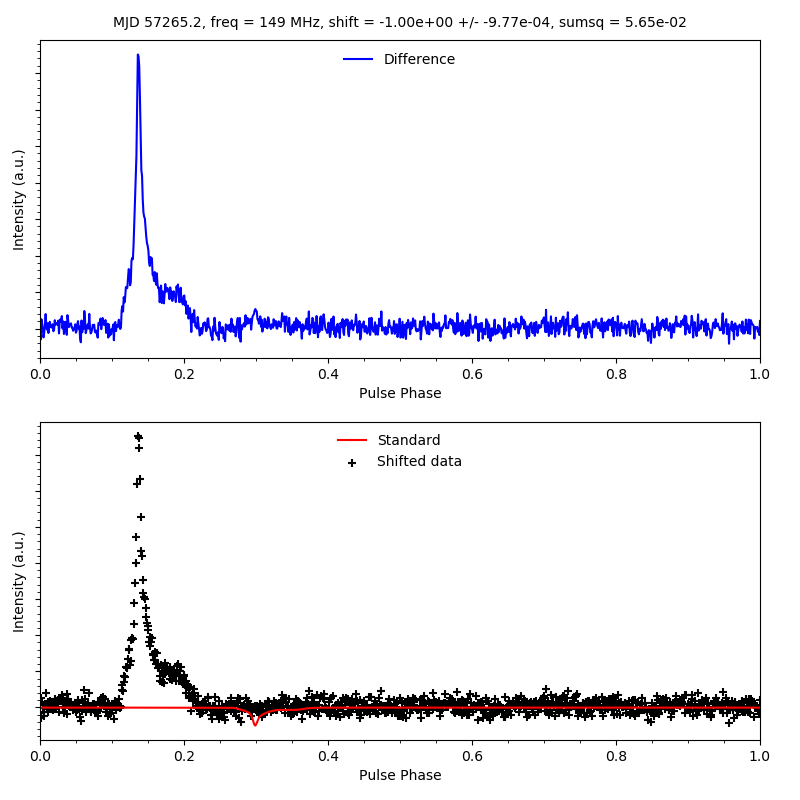 MJD 57265.2, freq = 149 MHz, shift = -1.00e+00 +/- -9.77e-04, sumsq = 5.65e-02
Difference
Intensity (a.u.)
0.0 0.2 0.4 0.6 0.8 1.0
Pulse Phase
Standard
Shifted data
Intensity (a.u.)
0.0 0.2 0.4 0.6 0.8 1.0
Pulse Phase